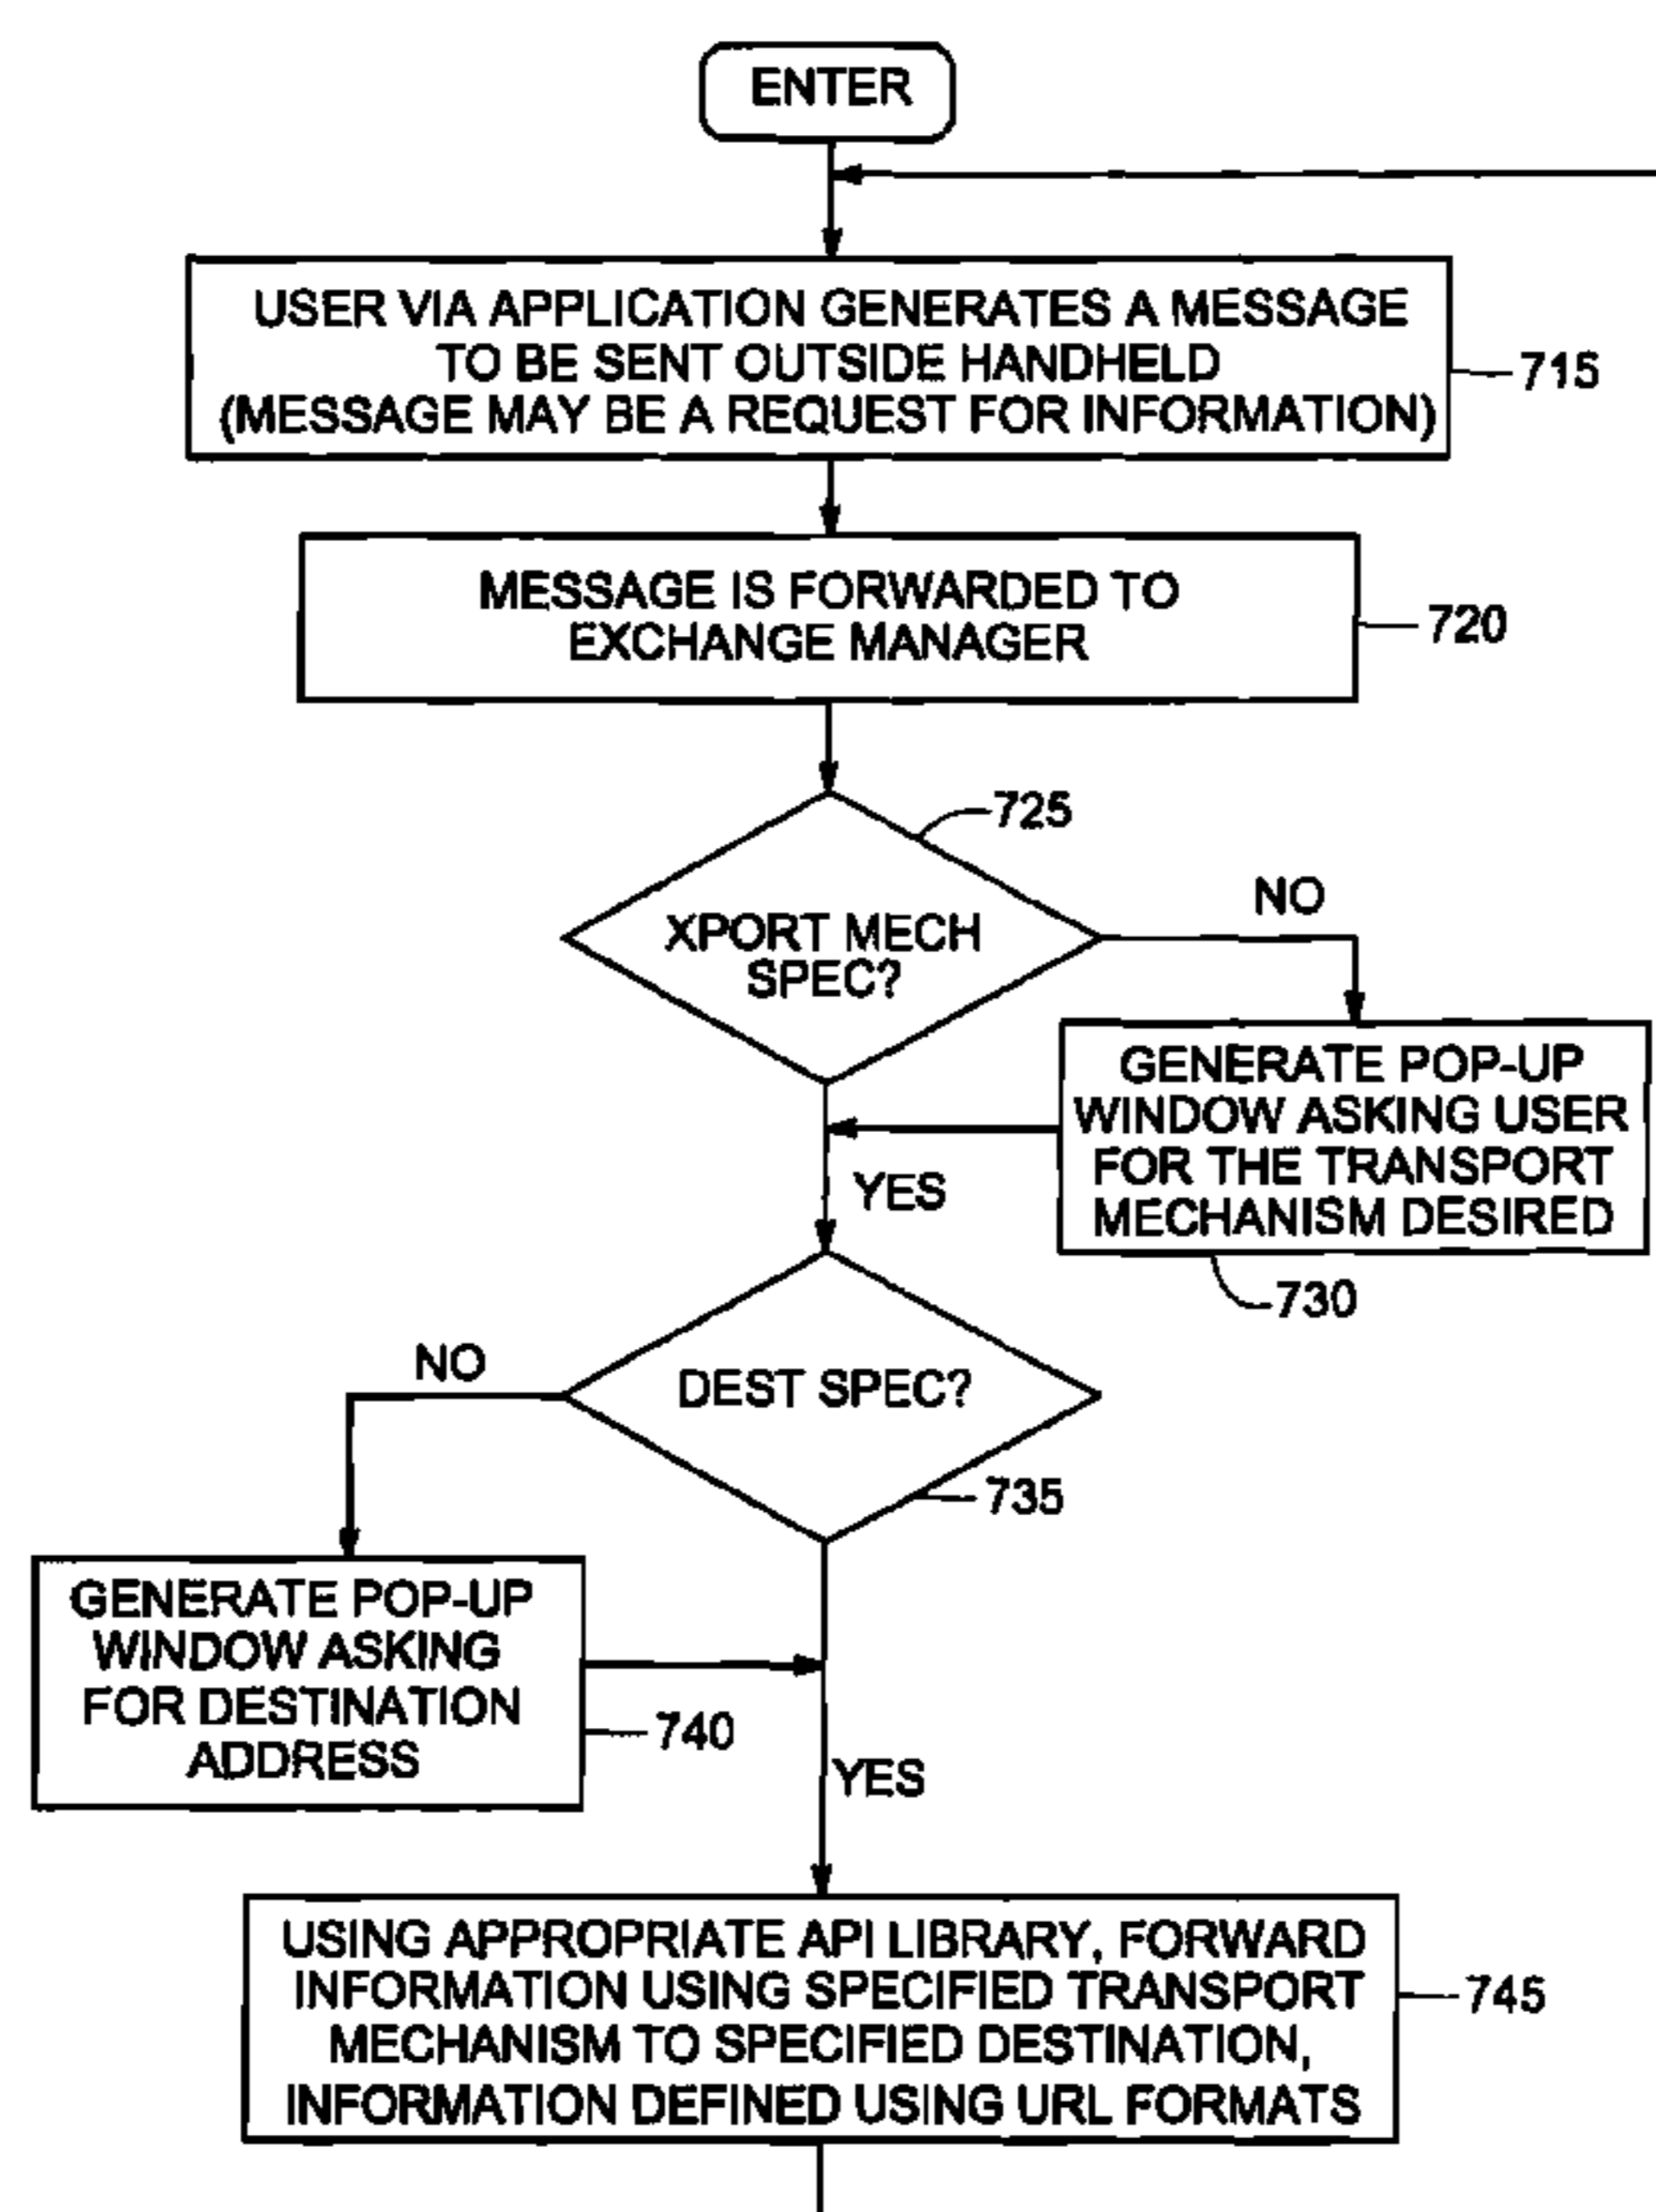 ENTER
USER VIA APPLICATION GENERATES A MESSAGE
TO BE SENT OUTSIDE HANDHELD
(MESSAGE MAY BE A REQUEST FOR INFORMATION)
715
MESSAGE IS FORWARDED TO
EXCHANGE MANAGER
720
725
XPORT MECH
SPEC?
NO
GENERATE POP-UP
WINDOW ASKING USER
FOR THE TRANSPORT
MECHANISM DESIRED
730
YES
DEST SPEC?
735
NO
GENERATE POP-UP
WINDOW ASKING
FOR DESTINATION
ADDRESS
740
YES
USING APPROPRIATE API LIBRARY, FORWARD
INFORMATION USING SPECIFIED TRANSPORT
MECHANISM TO SPECIFIED DESTINATION,
INFORMATION DEFINED USING URL FORMATS
745